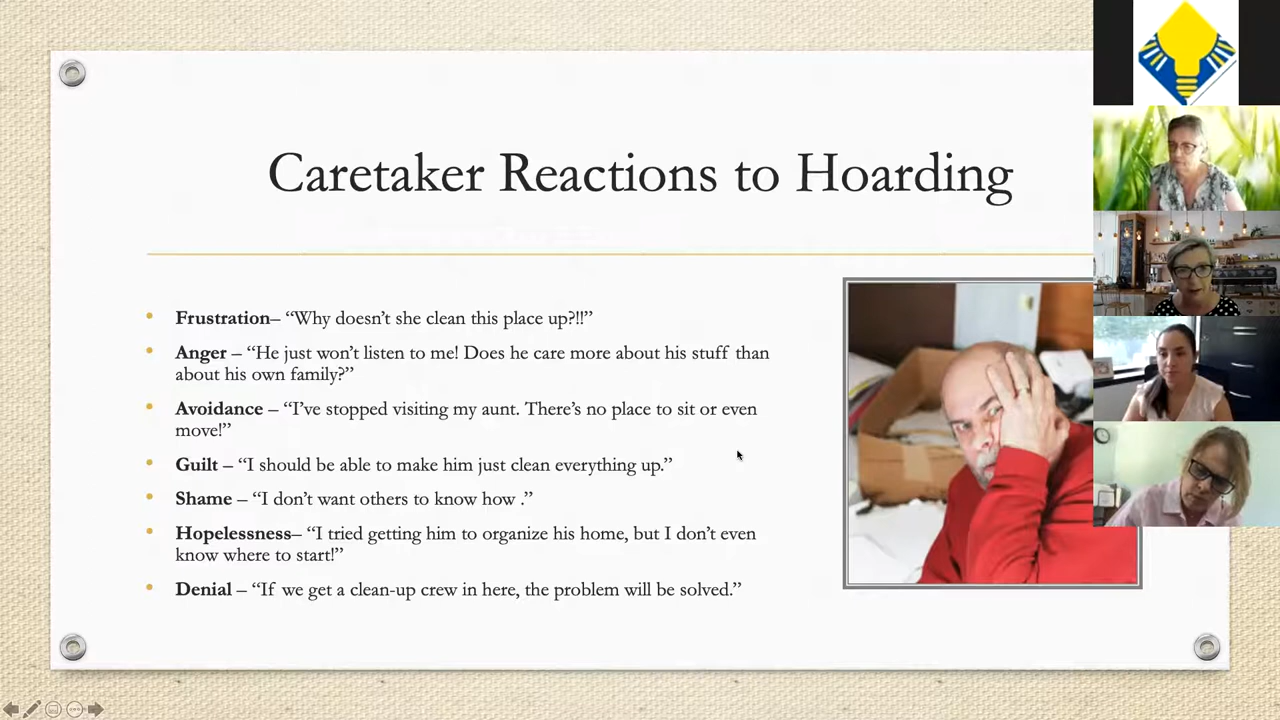 Caretaker Reactions to Hoarding
Frustration– “Why doesn’t she clean this place up?!!”
Anger – “He just won’t listen to me! Does he care more about his stuff than
about his own family?”
Avoidance – “I’ve stopped visiting my aunt. There’s no place to sit or even
move!”
Guilt – “I should be able to make him just clean everything up.”
Shame – “I don’t want others to know how .”
Hopelessness– “I tried getting him to organize his home, but I don’t even
know where to start!”
Denial – “If we get a clean-up crew in here, the problem will be solved.”